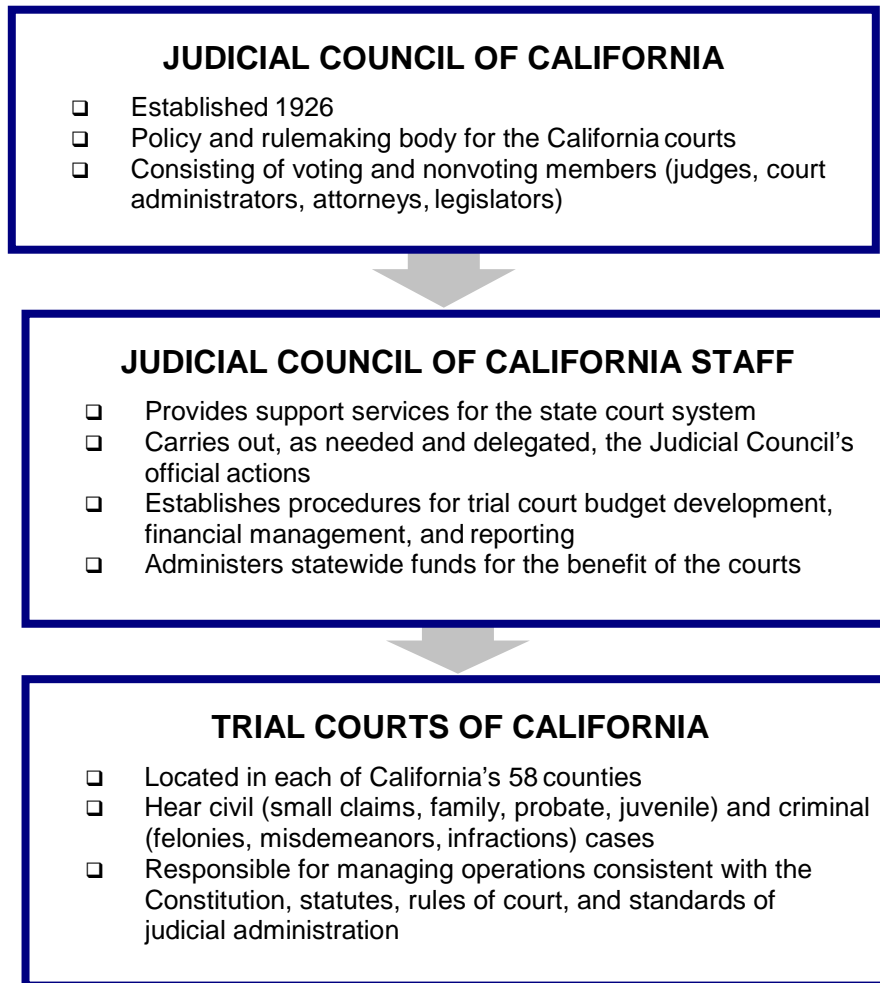 JUDICIAL COUNCIL OF CALIFORNIA
❑ Established 1926
❑ Policy and rulemaking body for the California courts
❑ Consisting of voting and nonvoting members (judges, court
administrators, attorneys, legislators)
JUDICIAL COUNCIL OF CALIFORNIA STAFF
❑ Provides support services for the state court system
❑ Carries out, as needed and delegated, the Judicial Council’s
official actions
❑ Establishes procedures for trial court budget development,
financial management, and reporting
❑ Administers statewide funds for the benefit of the courts
TRIAL COURTS OF CALIFORNIA
❑ Located in each of California’s 58 counties
❑ Hear civil (small claims, family, probate, juvenile) and criminal
(felonies, misdemeanors, infractions) cases
❑ Responsible for managing operations consistent with the
Constitution, statutes, rules of court, and standards of
judicial administration